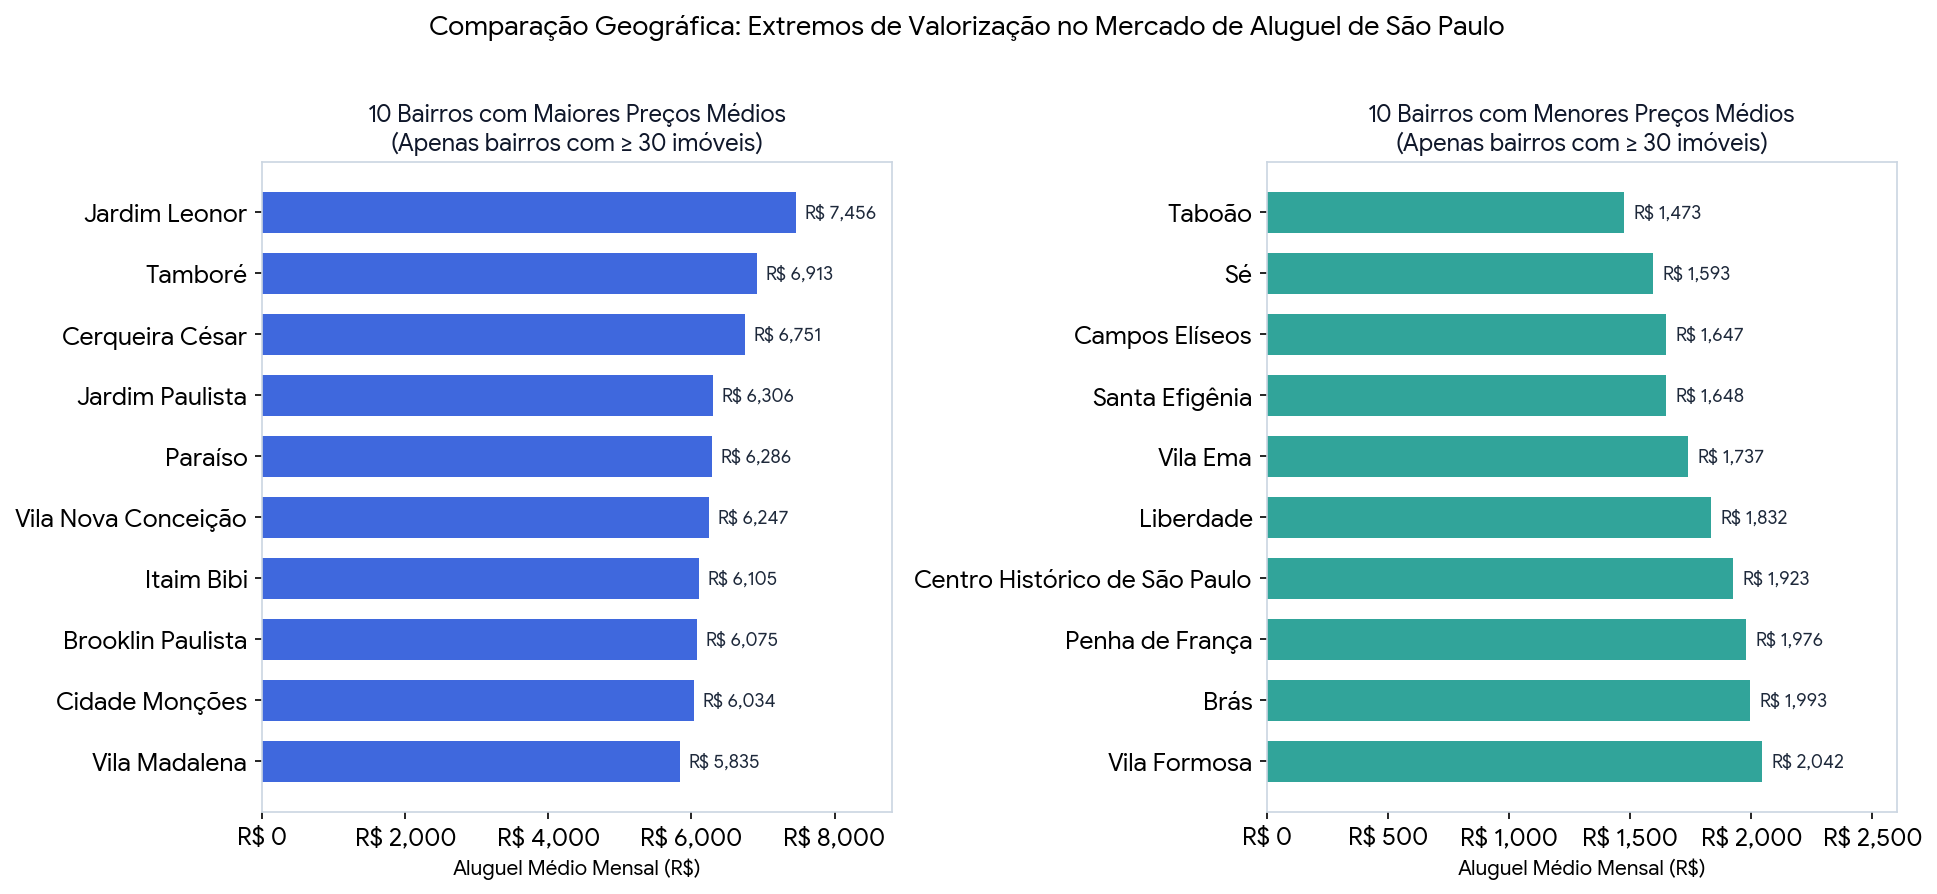 Comparação Geográfica: Extremos de Valorização no Mercado de Aluguel de São Paulo
10 Bairros com Maiores Preços Médios
(Apenas bairros com ≥ 30 imóveis)
Jardim Leonor R$ 7,456
Tamboré R$ 6,913
Cerqueira César R$ 6,751
Jardim Paulista R$ 6,306
Paraíso R$ 6,286
Vila Nova Conceição R$ 6,247
Itaim Bibi R$ 6,105
Brooklin Paulista R$ 6,075
Cidade Monções R$ 6,034
Vila Madalena R$ 5,835
R$ 0 R$ 2,000 R$ 4,000 R$ 6,000 R$ 8,000
Aluguel Médio Mensal (R$)
10 Bairros com Menores Preços Médios
(Apenas bairros com ≥ 30 imóveis)
Taboão R$ 1,473
Sé R$ 1,593
Campos Elíseos R$ 1,647
Santa Efigênia R$ 1,648
Vila Ema R$ 1,737
Liberdade R$ 1,832
Centro Histórico de São Paulo R$ 1,923
Penha de França R$ 1,976
Brás R$ 1,993
Vila Formosa R$ 2,042
R$ 0 R$ 500 R$ 1,000 R$ 1,500 R$ 2,000 R$ 2,500
Aluguel Médio Mensal (R$)